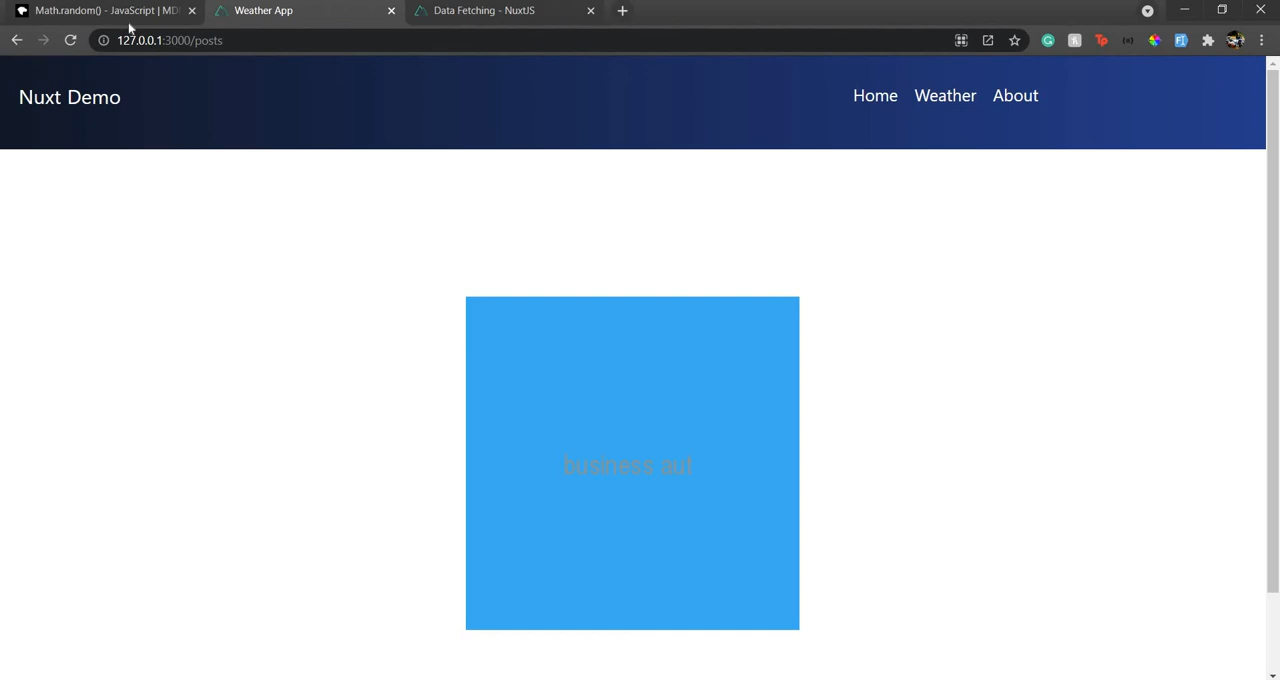 Math.random() - JavaScript | MD
Weather App
Data Fetching - NuxtJS
127.0.0.1:3000/posts
Nuxt Demo
Home Weather About
business aut